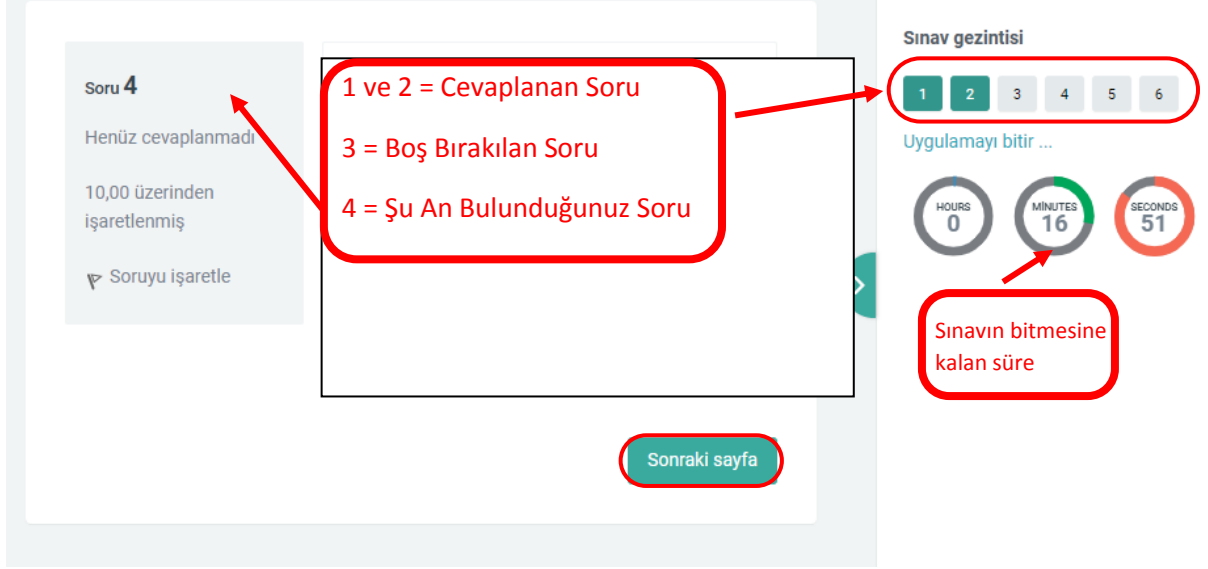 Soru 4
Henüz cevaplanmadı
10,00 üzerinden
işaretlenmiş
Soruyu işaretle
1 ve 2 = Cevaplanan Soru
3 = Boş Bırakılan Soru
4 = Şu An Bulunduğunuz Soru
Sonraki sayfa
Sınav gezintisi
1 2 3 4 5 6
Uygulamayı bitir ...
HOURS MINUTES SECONDS
0 16 51
Sınavın bitmesine
kalan süre